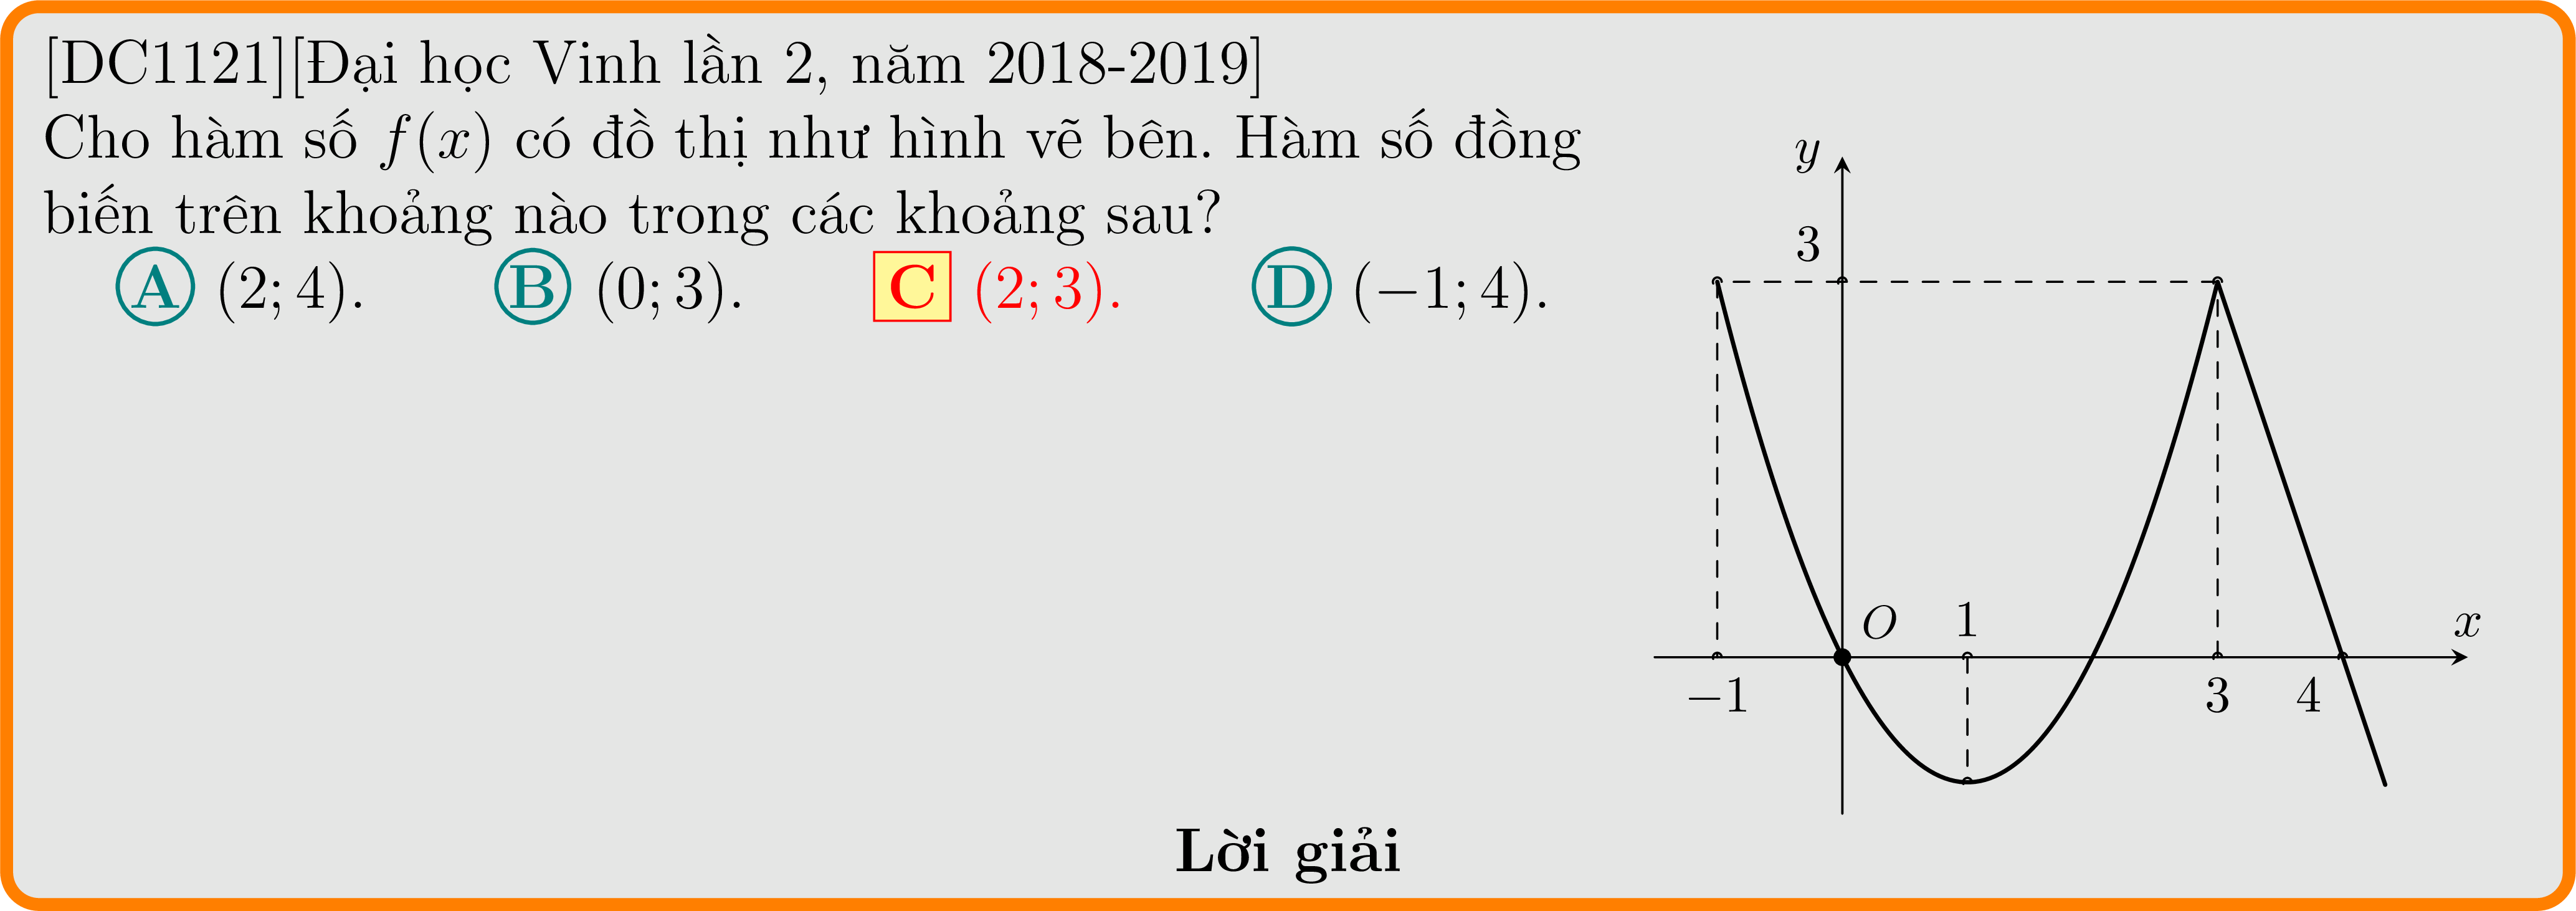 [DC1121][Đại học Vinh lần 2, năm 2018-2019]
Cho hàm số f(x) có đồ thị như hình vẽ bên. Hàm số đồng
biến trên khoảng nào trong các khoảng sau?
A (2; 4). B (0; 3). C (2; 3). D (−1; 4).
y
3
O 1 x
−1 3 4
Lời giải